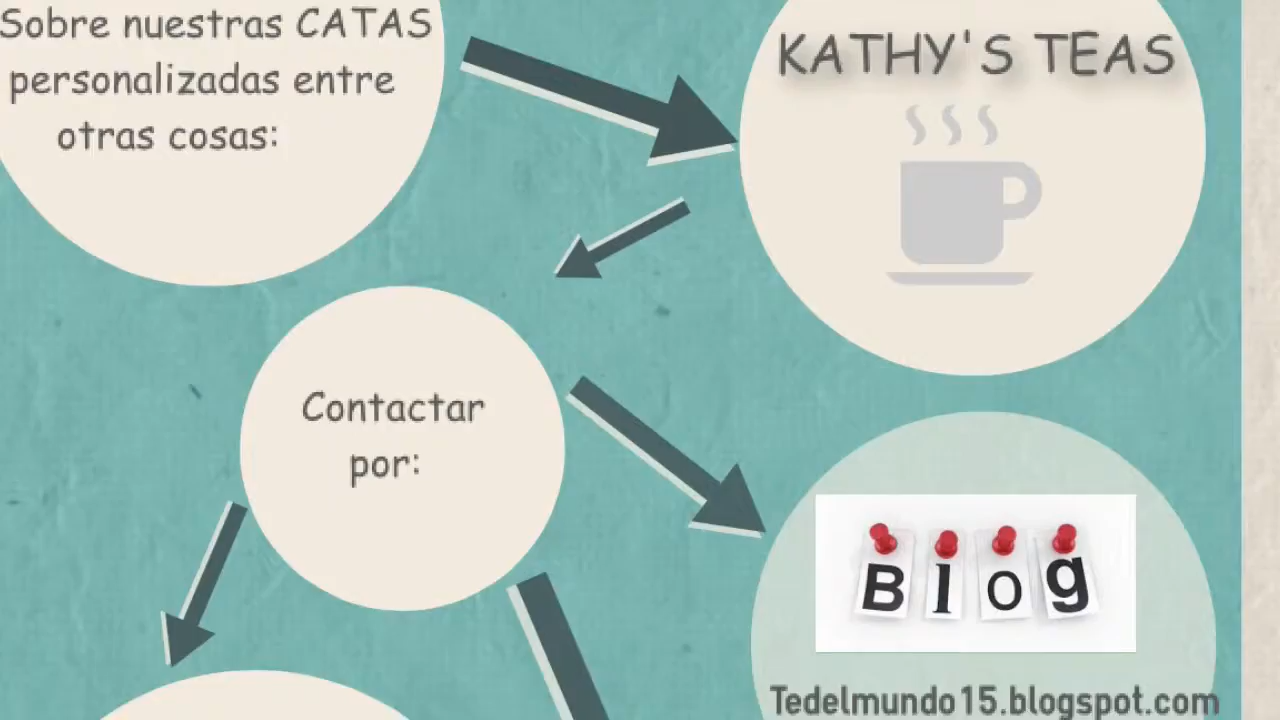 Sobre nuestras CATAS
personalizadas entre
otras cosas:
KATHY'S TEAS
Contactar
por:
Blog
Tedelmundo15.blogspot.com